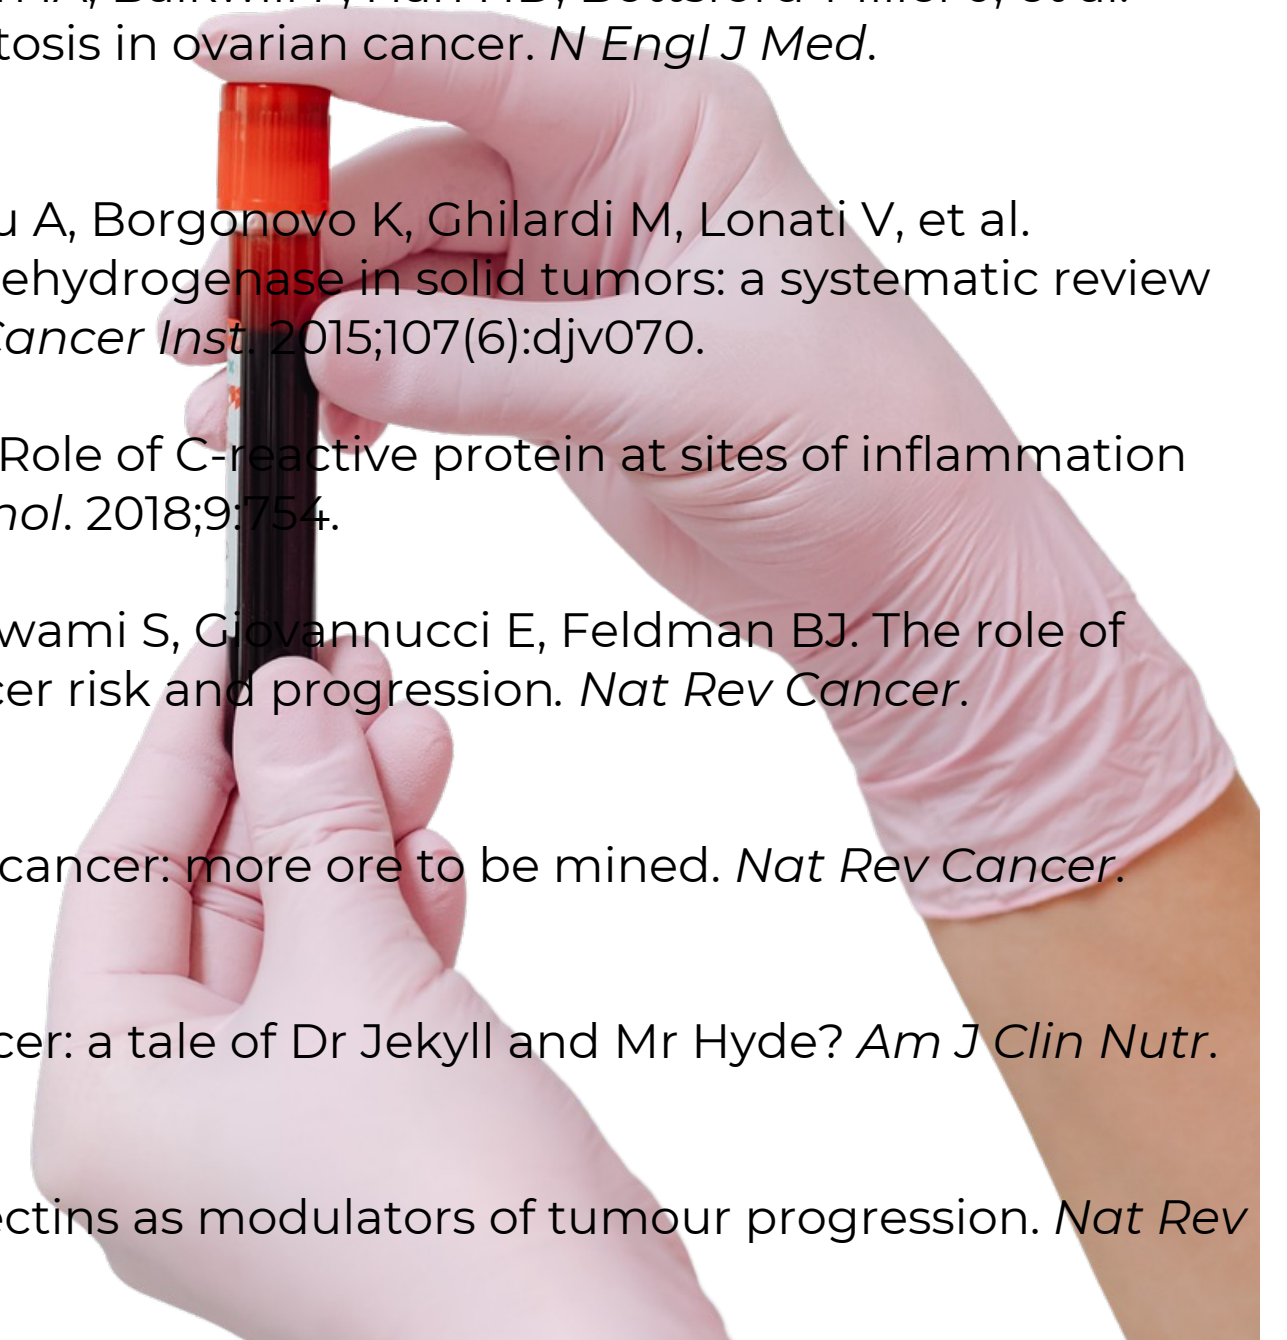 tosis in ovarian cancer. N Engl J Med.
u A, Borgonovo K, Ghilardi M, Lonati V, et al.
ehydrogenase in solid tumors: a systematic review
Cancer Inst. 2015;107(6):djv070.
Role of C-reactive protein at sites of inflammation
nol. 2018;9:754.
wami S, Giovannucci E, Feldman BJ. The role of
cer risk and progression. Nat Rev Cancer.
cancer: more ore to be mined. Nat Rev Cancer.
cer: a tale of Dr Jekyll and Mr Hyde? Am J Clin Nutr.
ectins as modulators of tumour progression. Nat Rev